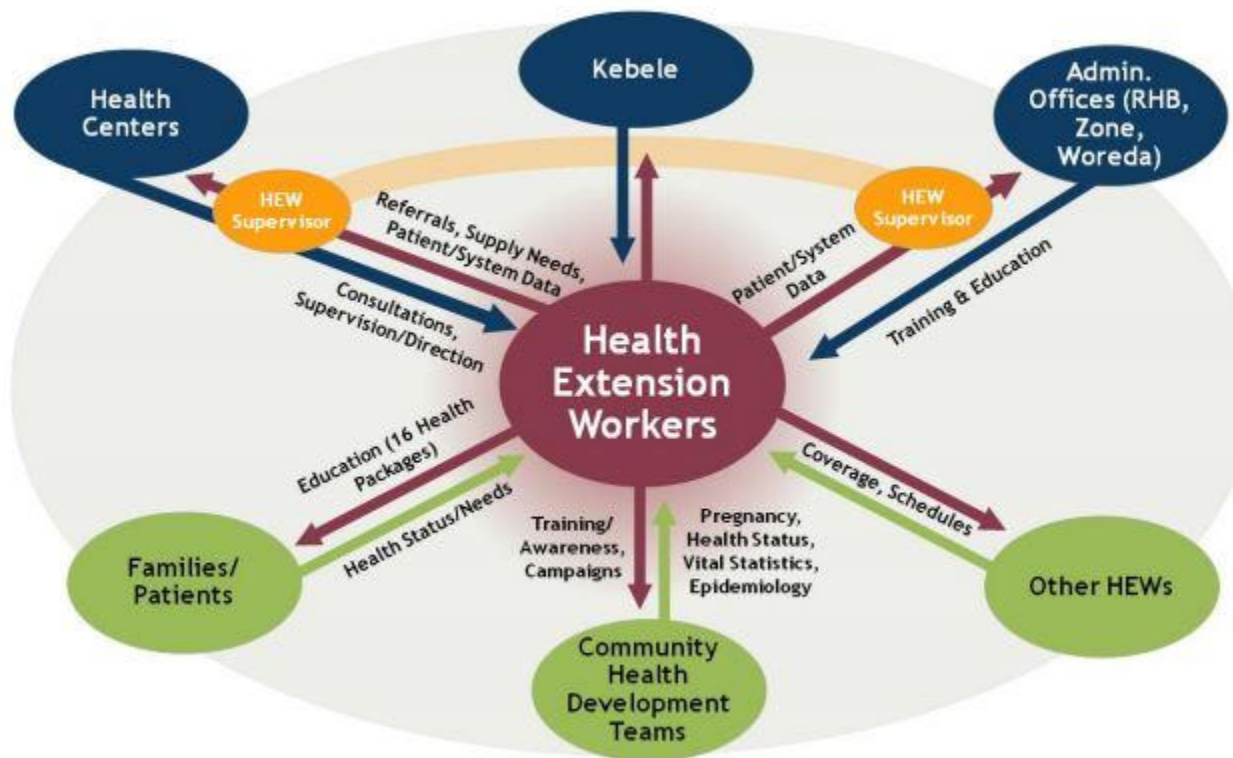 Kebele
Health
Centers
Admin.
Offices (RHB,
Zone,
Woreda)
HEW
Supervisor
HEW
Supervisor
Referrals, Supply Needs,
Patient/System Data
Consultations,
Supervision/Direction
Patient/System
Data
Training & Education
Health
Extension
Workers
Education (16 Health
Packages)
Health Status/Needs
Training/
Awareness,
Campaigns
Pregnancy,
Health Status,
Vital Statistics,
Epidemiology
Coverage, Schedules
Families/
Patients
Community
Health
Development
Teams
Other HEWs